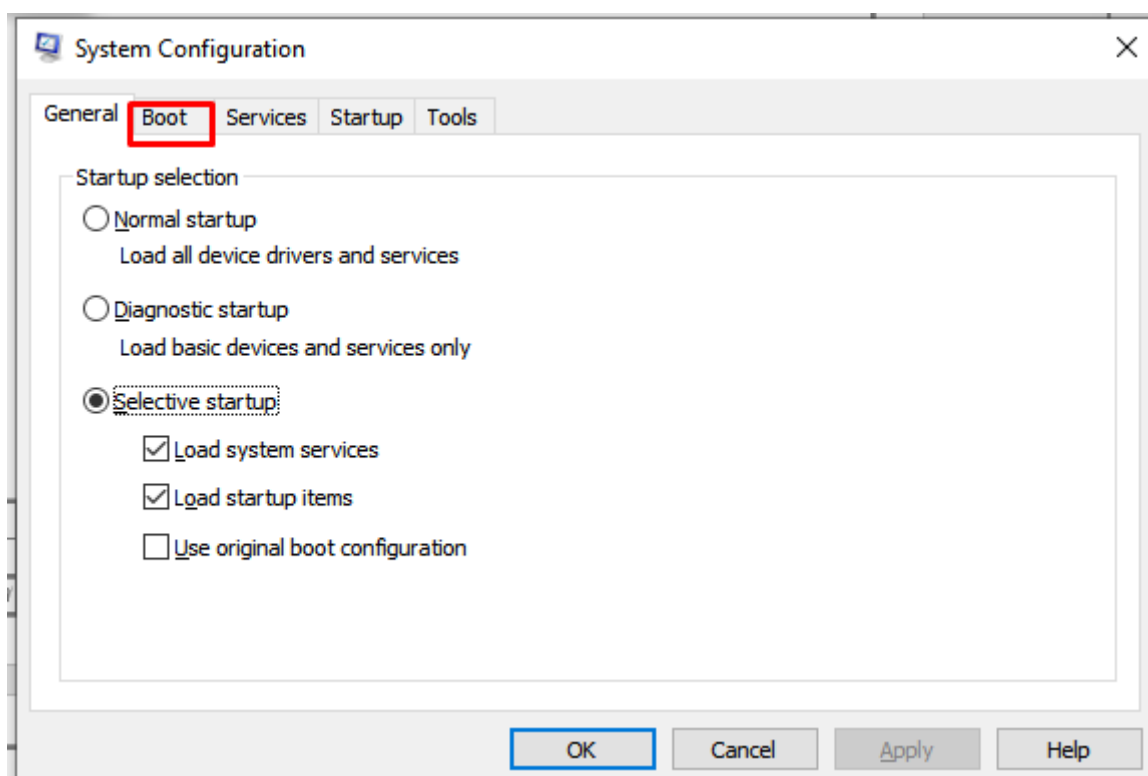 System Configuration
General Boot Services Startup Tools
Startup selection
Normal startup
Load all device drivers and services
Diagnostic startup
Load basic devices and services only
Selective startup
Load system services
Load startup items
Use original boot configuration
OK Cancel Apply Help